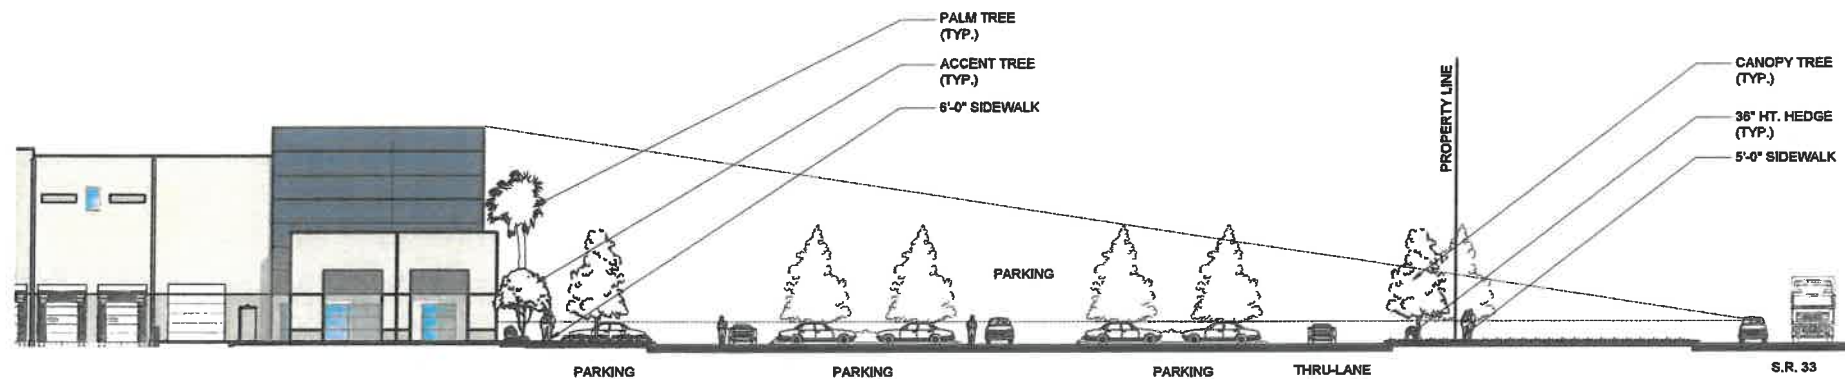 PALM TREE
(TYP.)
ACCENT TREE
(TYP.)
6'-0" SIDEWALK
PROPERTY LINE
CANOPY TREE
(TYP.)
36" HT. HEDGE
(TYP.)
5'-0" SIDEWALK
PARKING
PARKING
PARKING
PARKING
THRU-LANE
S.R. 33